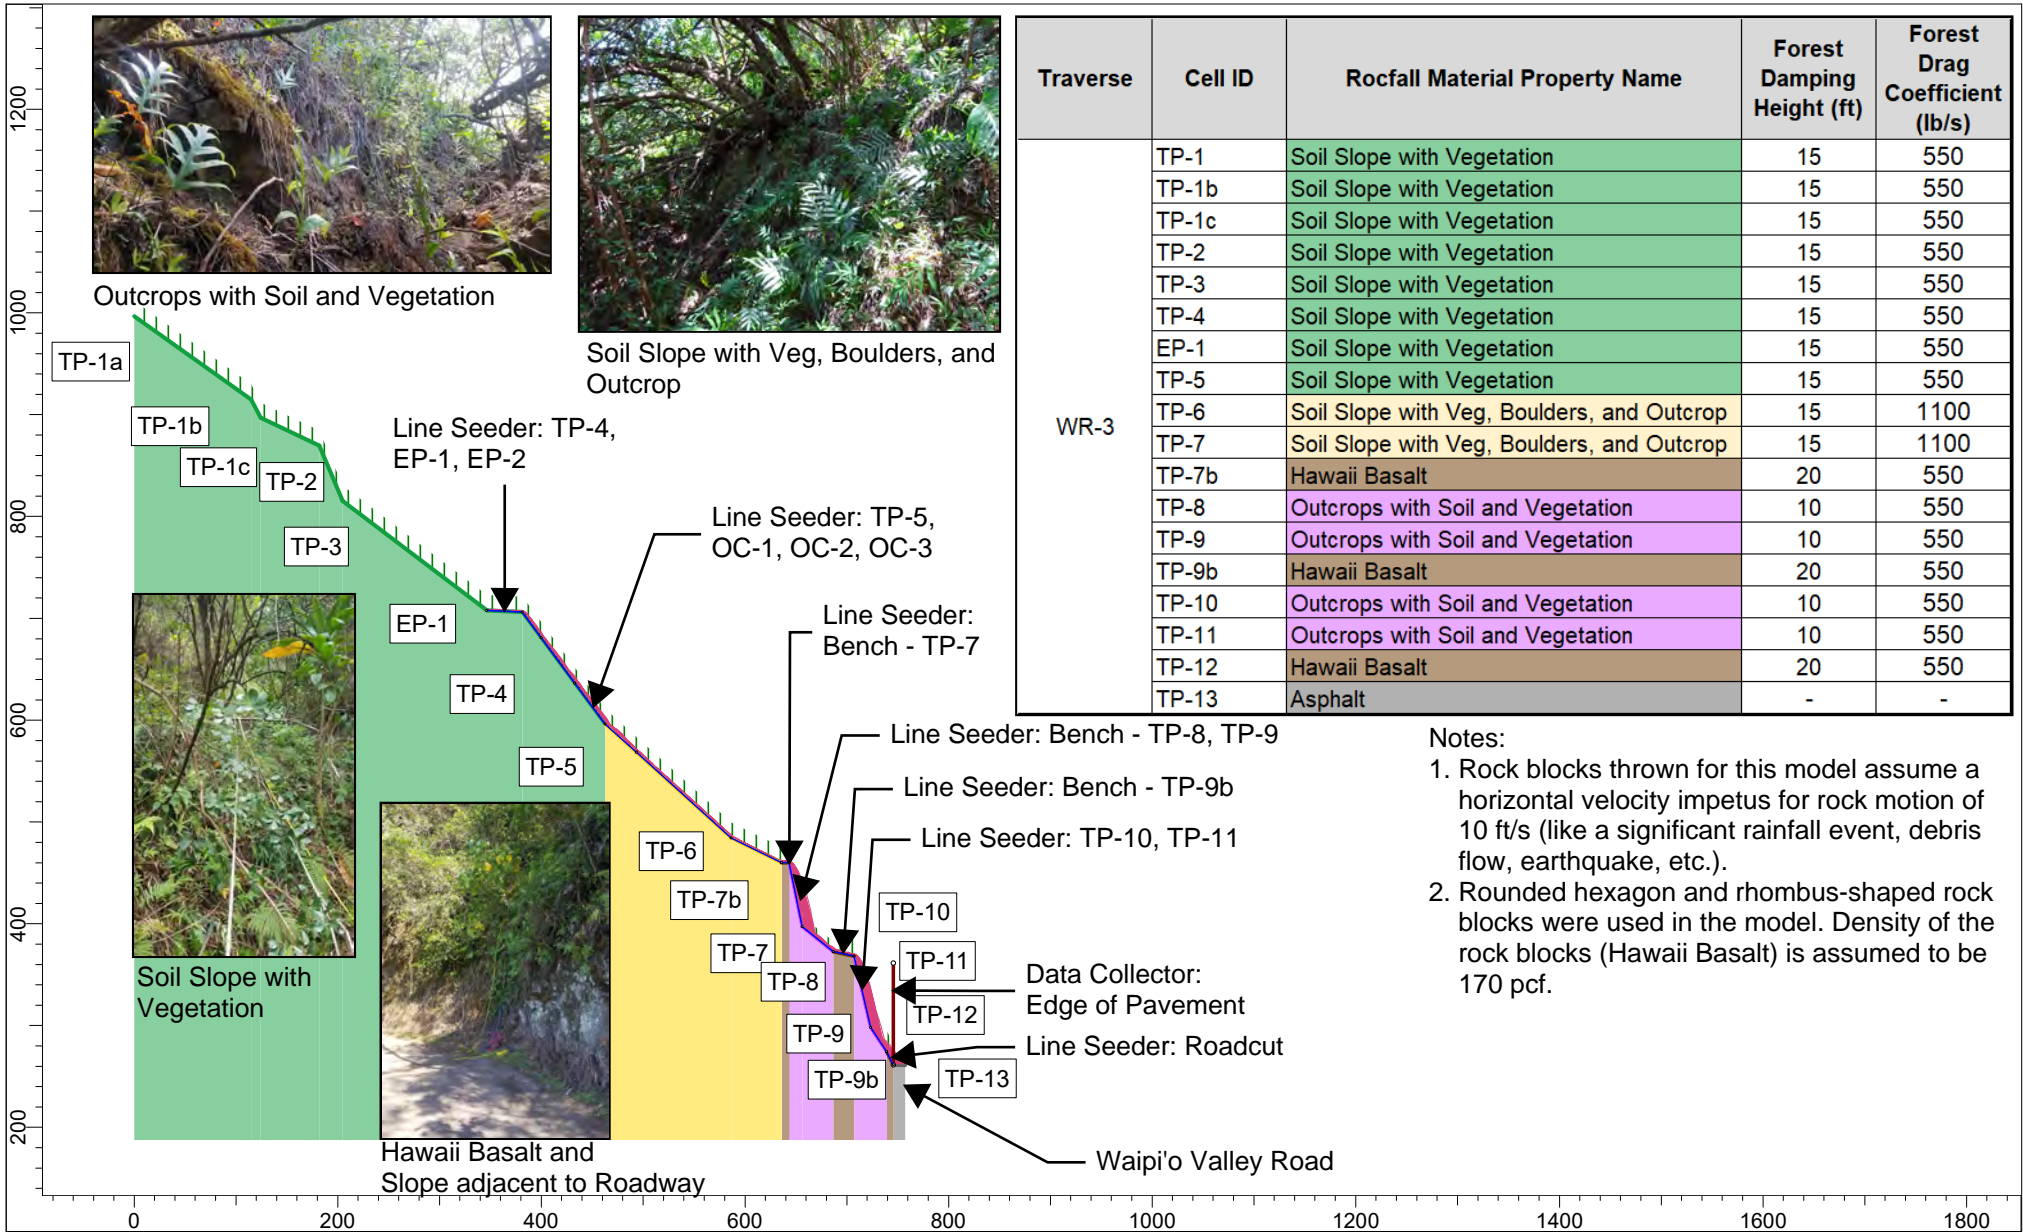 Traverse
Cell ID
Rocfall Material Property Name
Forest
Damping
Height (ft)
Forest
Drag
Coefficient
(lb/s)
WR-3
TP-1 Soil Slope with Vegetation 15 550
TP-1b Soil Slope with Vegetation 15 550
TP-1c Soil Slope with Vegetation 15 550
TP-2 Soil Slope with Vegetation 15 550
TP-3 Soil Slope with Vegetation 15 550
TP-4 Soil Slope with Vegetation 15 550
EP-1 Soil Slope with Vegetation 15 550
TP-5 Soil Slope with Vegetation 15 550
TP-6 Soil Slope with Veg, Boulders, and Outcrop 15 1100
TP-7 Soil Slope with Veg, Boulders, and Outcrop 15 1100
TP-7b Hawaii Basalt 20 550
TP-8 Outcrops with Soil and Vegetation 10 550
TP-9 Outcrops with Soil and Vegetation 10 550
TP-9b Hawaii Basalt 20 550
TP-10 Outcrops with Soil and Vegetation 10 550
TP-11 Outcrops with Soil and Vegetation 10 550
TP-12 Hawaii Basalt 20 550
TP-13 Asphalt - -
Outcrops with Soil and Vegetation
Soil Slope with Veg, Boulders, and
Outcrop
TP-1a
TP-1b
TP-1c
TP-2
TP-3
EP-1
TP-4
TP-5
TP-6
TP-7b
TP-7
TP-8
TP-9
TP-9b
TP-10
TP-11
TP-12
TP-13
Line Seeder: TP-4,
EP-1, EP-2
Line Seeder: TP-5,
OC-1, OC-2, OC-3
Line Seeder:
Bench - TP-7
Line Seeder: Bench - TP-8, TP-9
Line Seeder: Bench - TP-9b
Line Seeder: TP-10, TP-11
Data Collector:
Edge of Pavement
Line Seeder: Roadcut
Waipi'o Valley Road
Soil Slope with
Vegetation
Hawaii Basalt and
Slope adjacent to Roadway
Notes:
1. Rock blocks thrown for this model assume a
horizontal velocity impetus for rock motion of
10 ft/s (like a significant rainfall event, debris
flow, earthquake, etc.).
2. Rounded hexagon and rhombus-shaped rock
blocks were used in the model. Density of the
rock blocks (Hawaii Basalt) is assumed to be
170 pcf.
1200
1000
800
600
400
200
0 200 400 600 800 1000 1200 1400 1600 1800